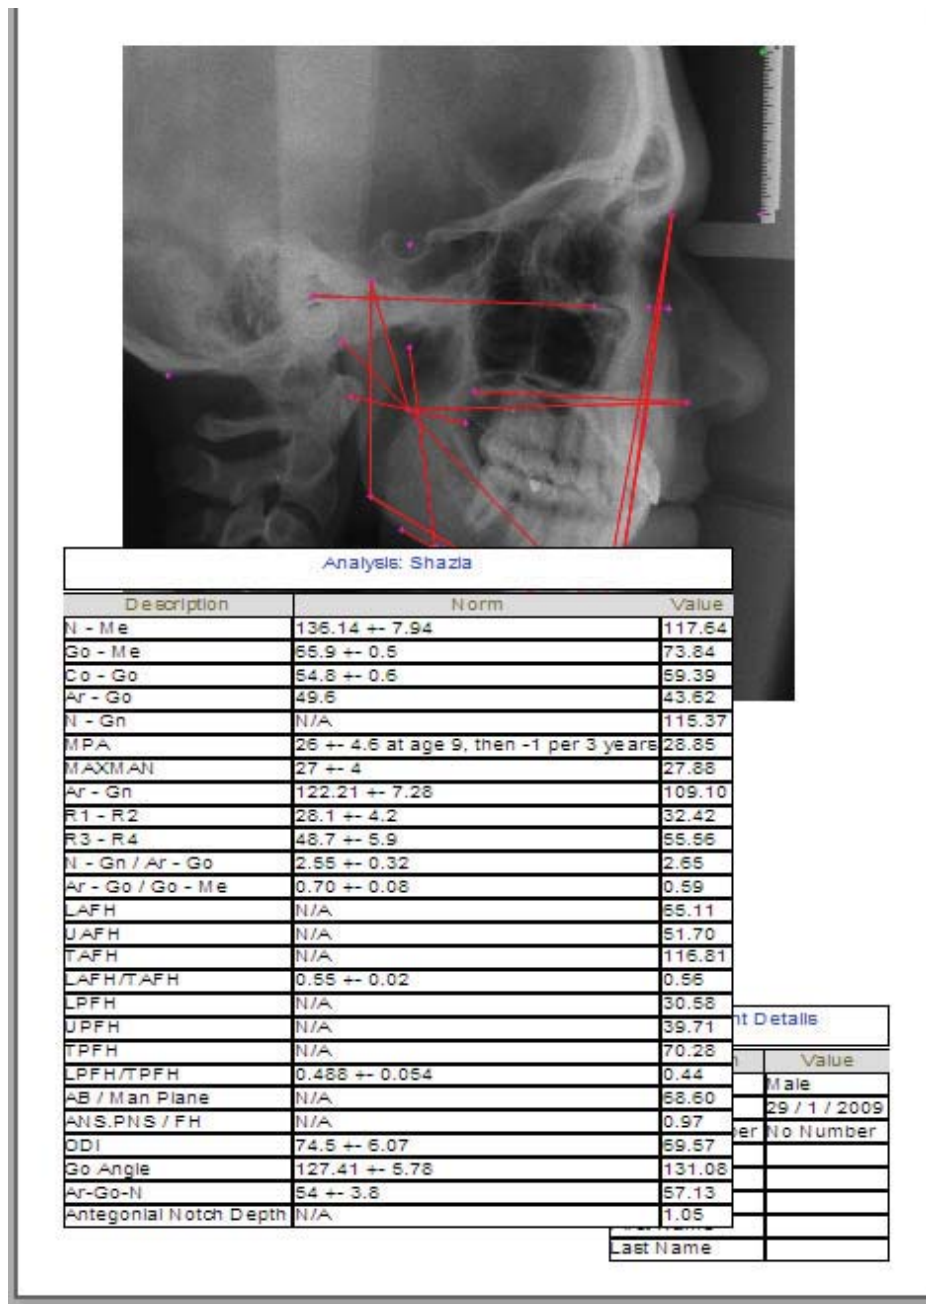 Analysis: Shazia
Description Norm Value
N - Me 136.14 +- 7.94 117.64
Go - Me 65.9 +- 0.5 73.84
Co - Go 54.8 +- 0.6 59.39
Ar - Go 49.6 43.62
N - Gn N/A 115.37
MPA 26 +- 4.6 at age 9, then -1 per 3 years 28.85
MAXMAN 27 +- 4 27.88
Ar - Gn 122.21 +- 7.28 109.10
R1 - R2 28.1 +- 4.2 32.42
R3 - R4 48.7 +- 5.9 55.56
N - Gn / Ar - Go 2.55 +- 0.32 2.65
Ar - Go / Go - Me 0.70 +- 0.08 0.59
LAFH N/A 65.11
UAFH N/A 51.70
TAFH N/A 116.81
LAFH/TAFH 0.55 +- 0.02 0.56
LPFH N/A 30.58
UPFH N/A 39.71
TPFH N/A 70.28
LPFH/TPFH 0.488 +- 0.054 0.44
AB / Man Plane N/A 68.60
ANS.PNS / FH N/A 0.97
ODI 74.5 +- 6.07 69.57
Go Angle 127.41 +- 5.78 131.08
Ar-Go-N 54 +- 3.8 57.13
Antegonial Notch Depth N/A 1.05
Details
Value
Male
29 / 1 / 2009
No Number
Last Name